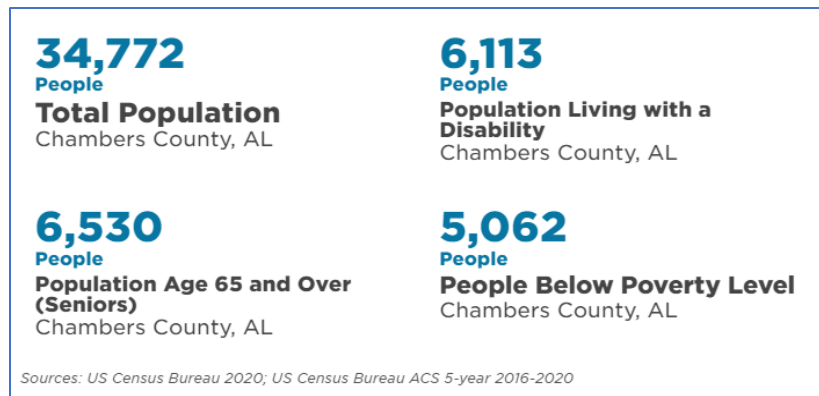 34,772
People
Total Population
Chambers County, AL
6,113
People
Population Living with a
Disability
Chambers County, AL
6,530
People
Population Age 65 and Over
(Seniors)
Chambers County, AL
5,062
People
People Below Poverty Level
Chambers County, AL
Sources: US Census Bureau 2020; US Census Bureau ACS 5-year 2016-2020